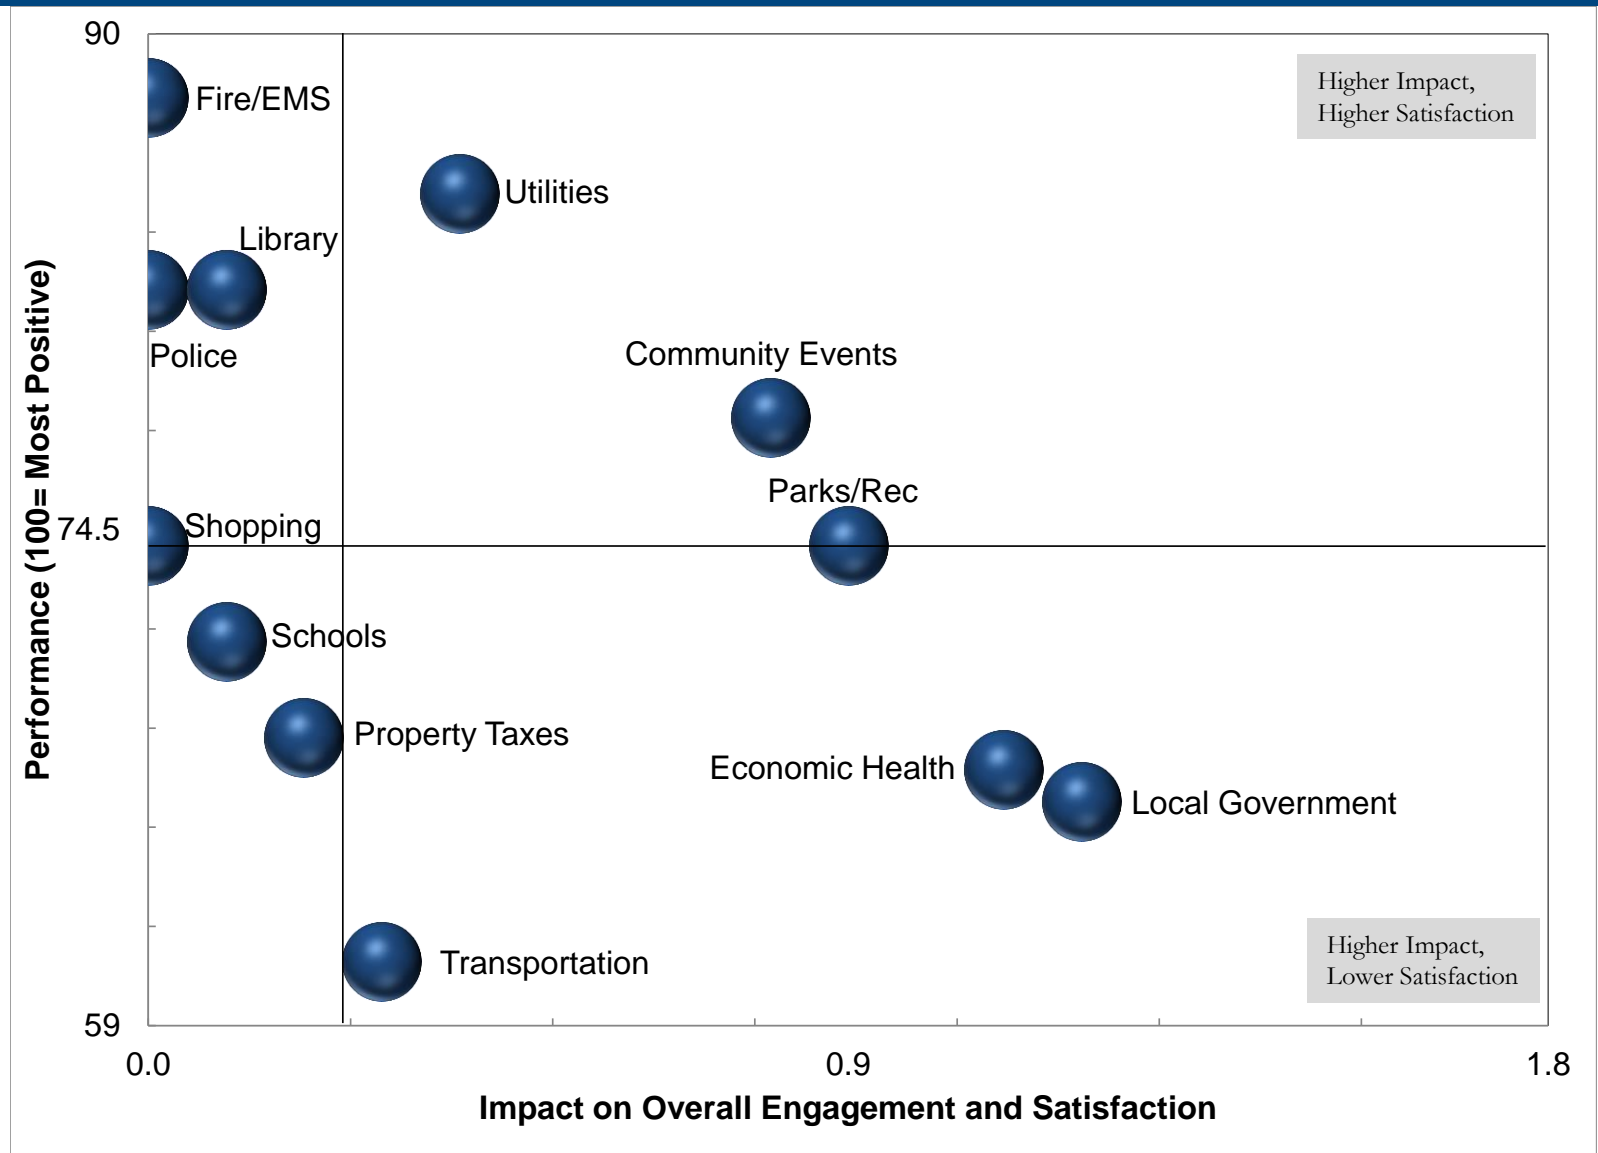 90
Higher Impact,
Higher Satisfaction
Fire/EMS
Utilities
Library
Police
Community Events
Parks/Rec
74.5
Shopping
Schools
Property Taxes
Economic Health
Local Government
Higher Impact,
Lower Satisfaction
Transportation
59
0.0
0.9
1.8
Performance (100= Most Positive)
Impact on Overall Engagement and Satisfaction